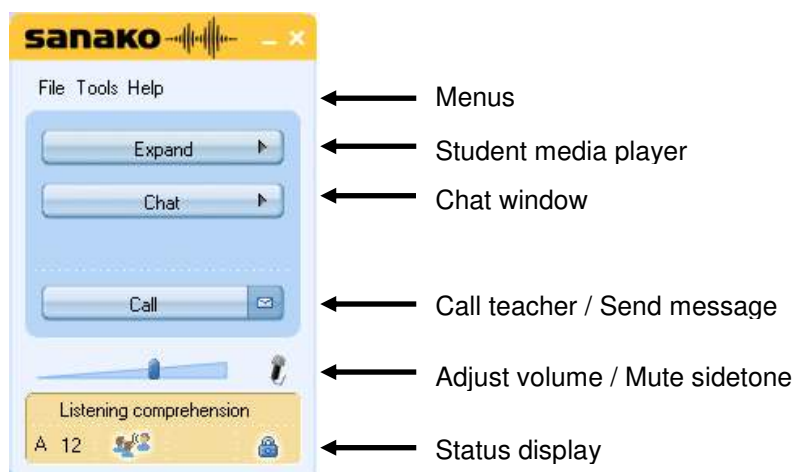 sanako
File Tools Help
Menus
Expand
Student media player
Chat
Chat window
Call
Call teacher / Send message
Adjust volume / Mute sidetone
Listening comprehension
A 12
Status display